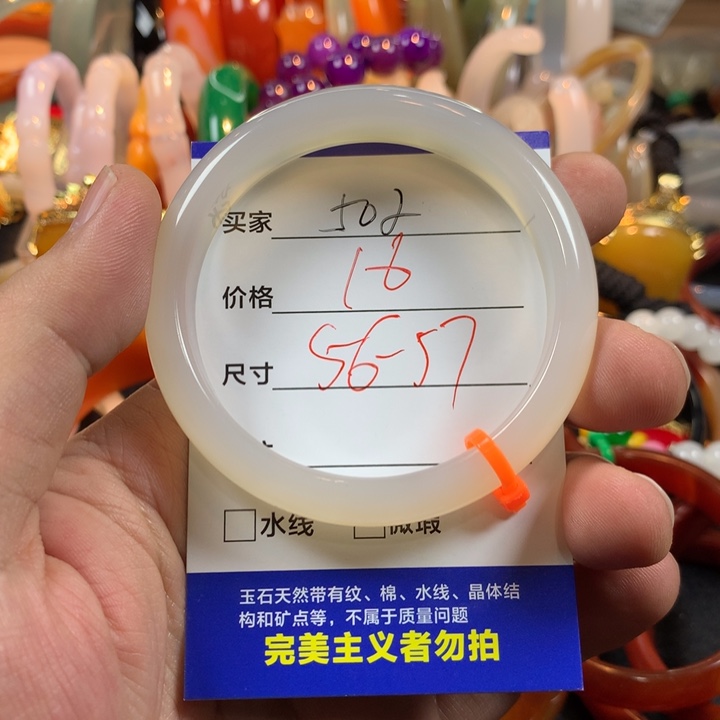 买家 502
价格 18
尺寸 56-57
□水线 □微瑕
玉石天然带有纹、棉、水线、晶体结
构和矿点等，不属于质量问题
完美主义者勿拍